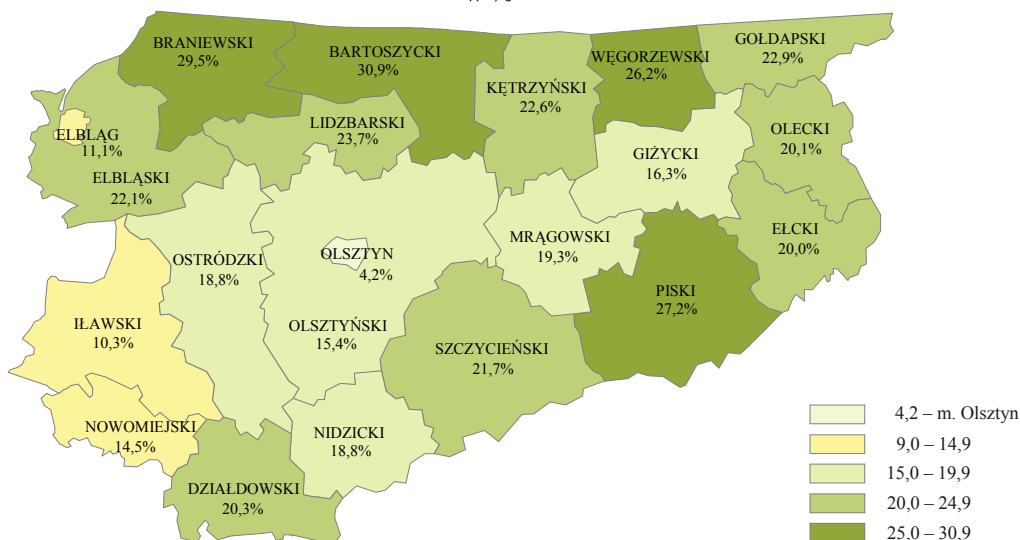 BRANIEWSKI
29,5%
BARTOSZYCKI
30,9%
WĘGORZEWSKI
26,2%
GOŁDAPSKI
22,9%
KĘTRZYŃSKI
22,6%
LIDZBARSKI
23,7%
ELBLĄG
11,1%
ELBLĄSKI
22,1%
GIŻYCKI
16,3%
OLECKI
20,1%
EŁCKI
20,0%
MRĄGOWSKI
19,3%
OSTRÓDZKI
18,8%
OLSZTYN
4,2%
PISKI
27,2%
IŁAWSKI
10,3%
OLSZTYŃSKI
15,4%
SZCZYCIEŃSKI
21,7%
NOWOMIEJSKI
14,5%
NIDZICKI
18,8%
DZIAŁDOWSKI
20,3%
4,2 – m. Olsztyn
9,0 – 14,9
15,0 – 19,9
20,0 – 24,9
25,0 – 30,9